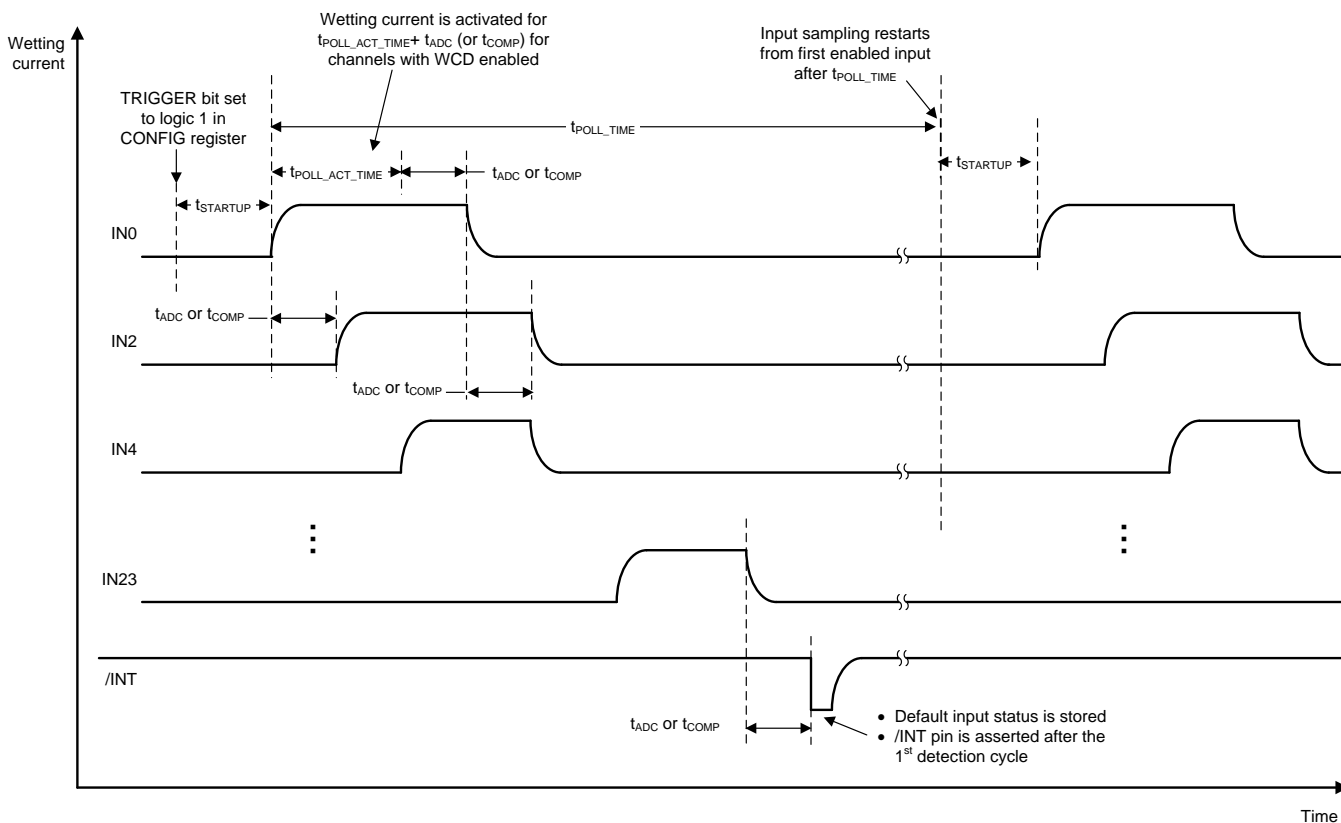 Wetting current is activated for
tPOLL_ACT_TIME+ tADC (or tCOMP) for
channels with WCD enabled
Wetting
current
Input sampling restarts
from first enabled input
after tPOLL_TIME
TRIGGER bit set
to logic 1 in
CONFIG register
tPOLL_TIME
tSTARTUP
tPOLL_ACT_TIME
tADC or tCOMP
tSTARTUP
IN0
tADC or tCOMP
IN2
tADC or tCOMP
IN4
IN23
/INT
tADC or tCOMP
• Default input status is stored
• /INT pin is asserted after the
1st detection cycle
Time